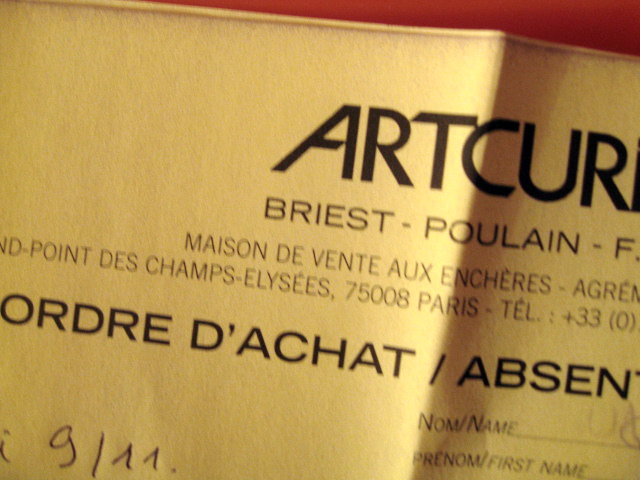 ARTCURI
BRIEST - POULAIN - F.
MAISON DE VENTE AUX ENCHÈRES - AGRÉM
ND-POINT DES CHAMPS-ELYSÉES, 75008 PARIS - TÉL. : +33 (0)
ORDRE D'ACHAT / ABSENT
NOM/NAME
PRÉNOM/FIRST NAME
i 9/11.